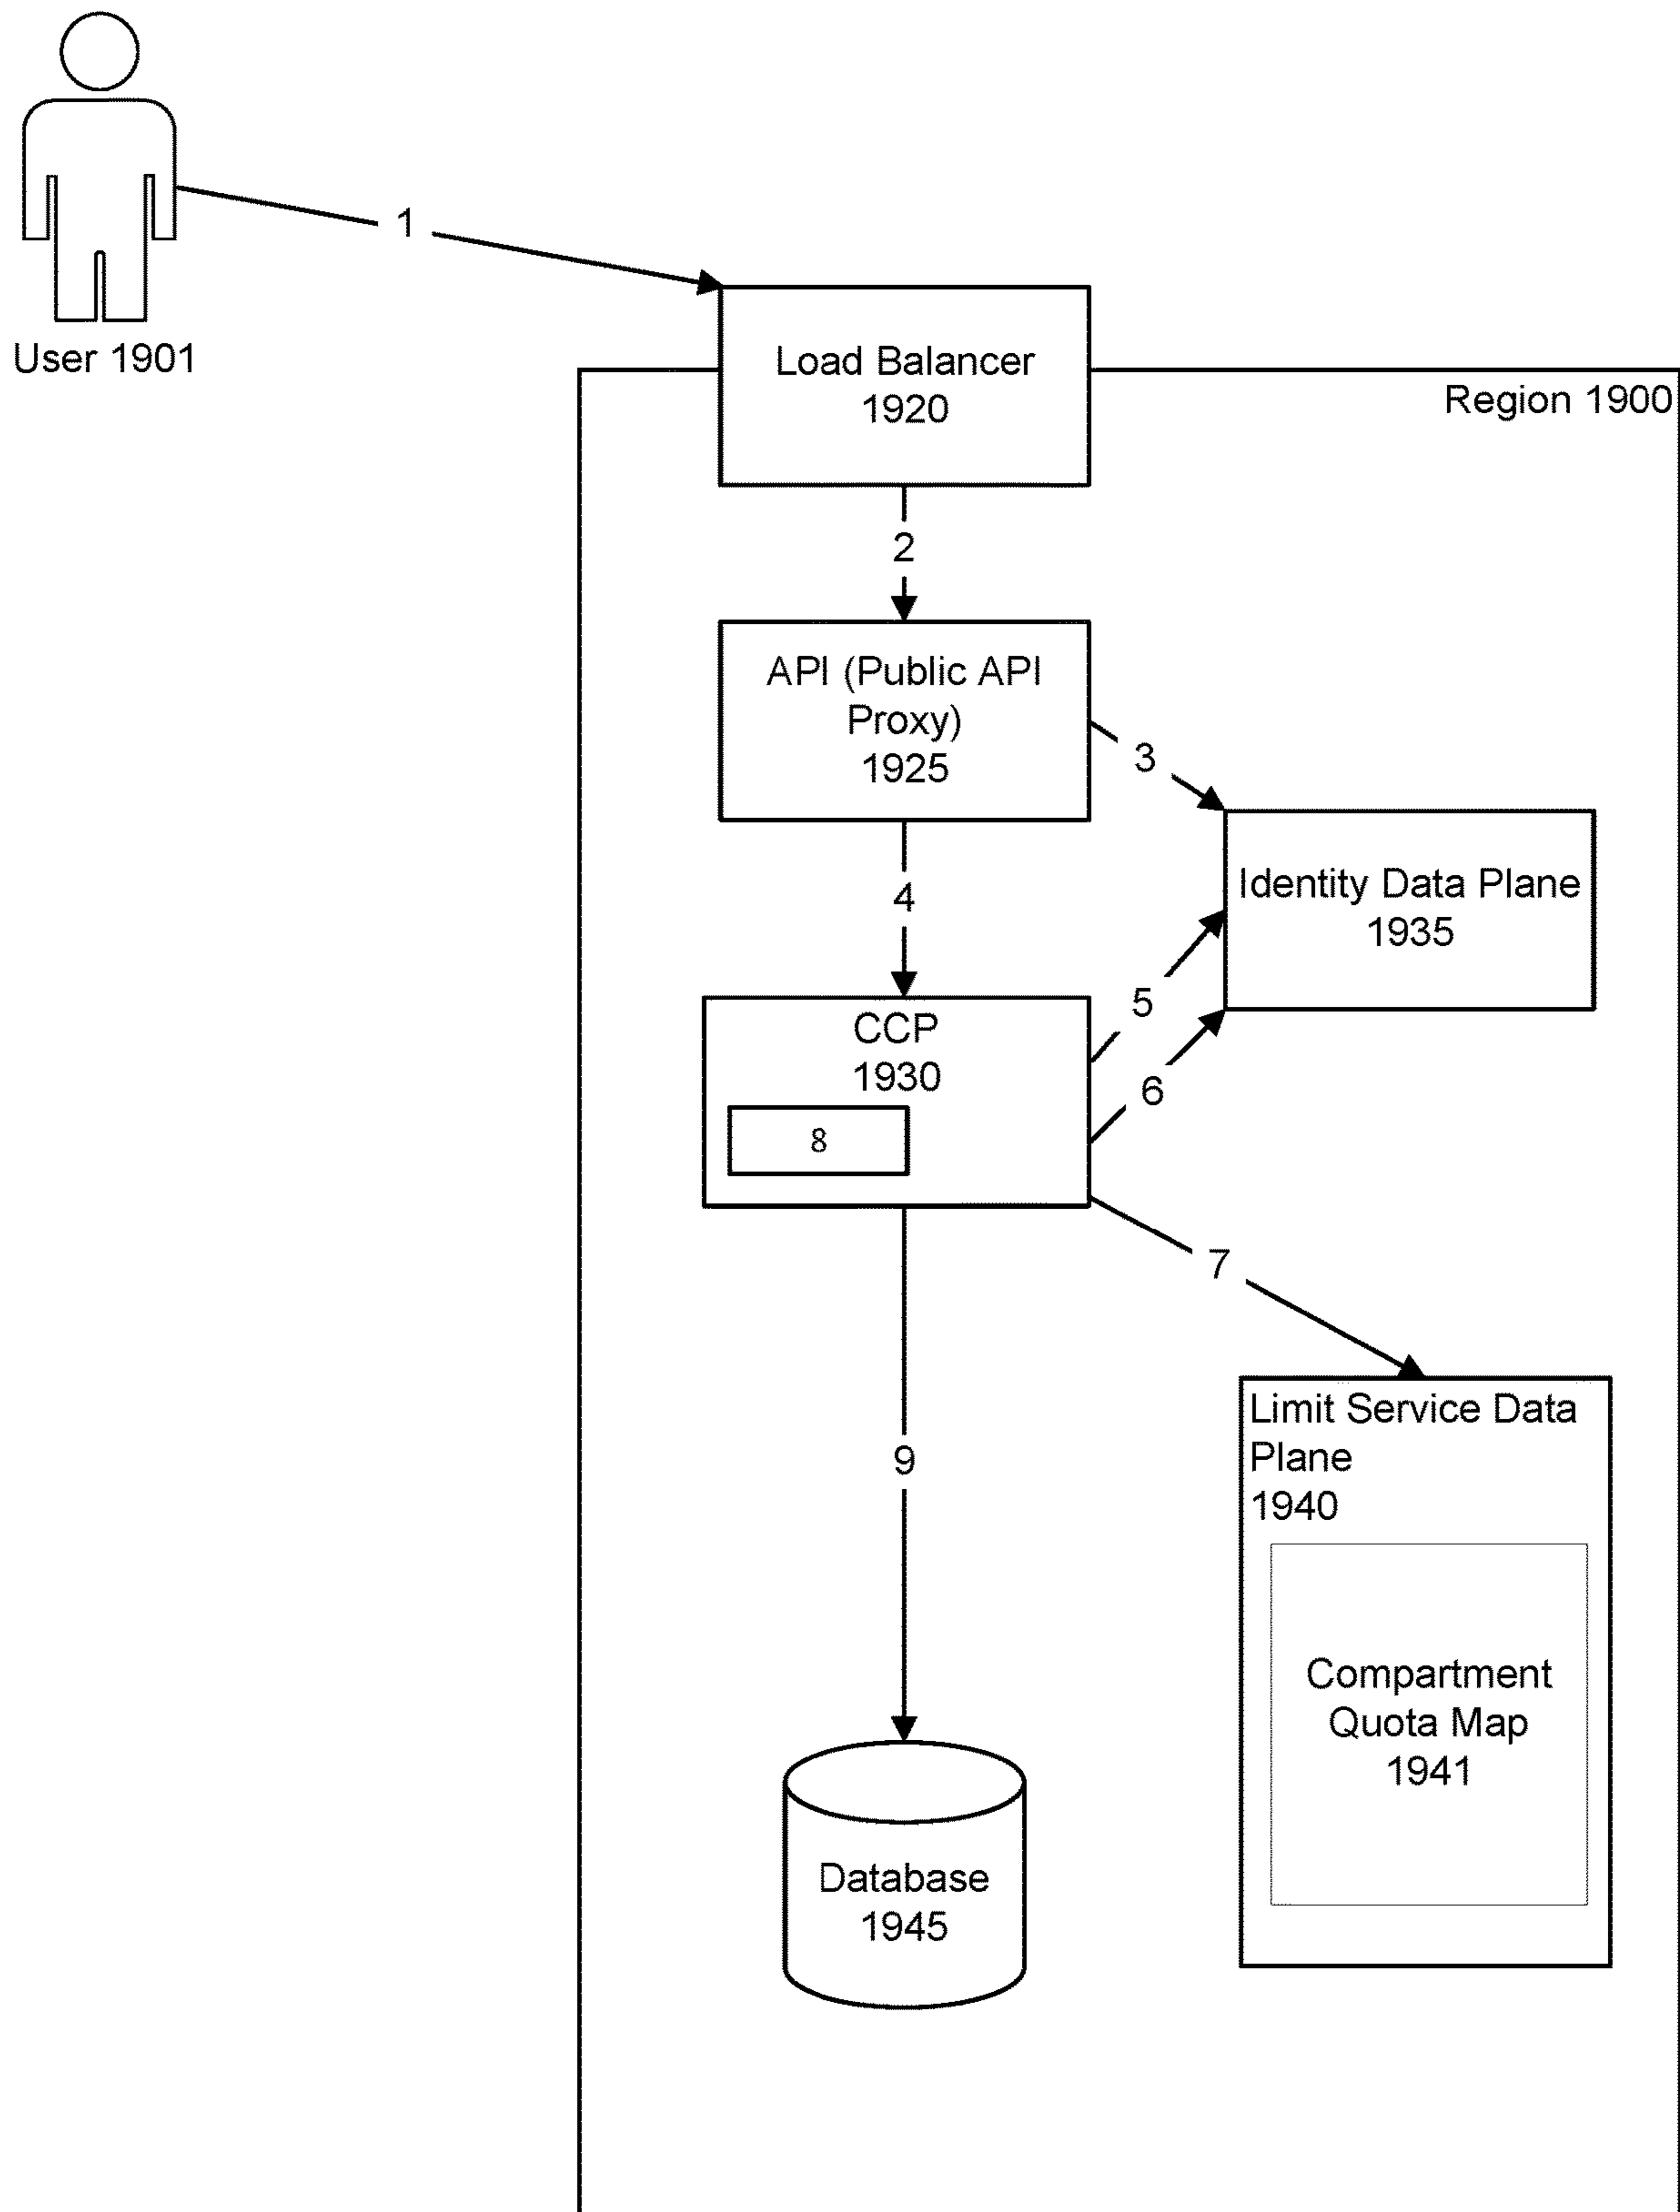 1
User 1901
Load Balancer
1920
Region 1900
2
API (Public API
Proxy)
1925
3
4
Identity Data Plane
1935
5
CCP
1930
6
8
7
Limit Service Data
Plane
1940
9
Compartment
Quota Map
1941
Database
1945